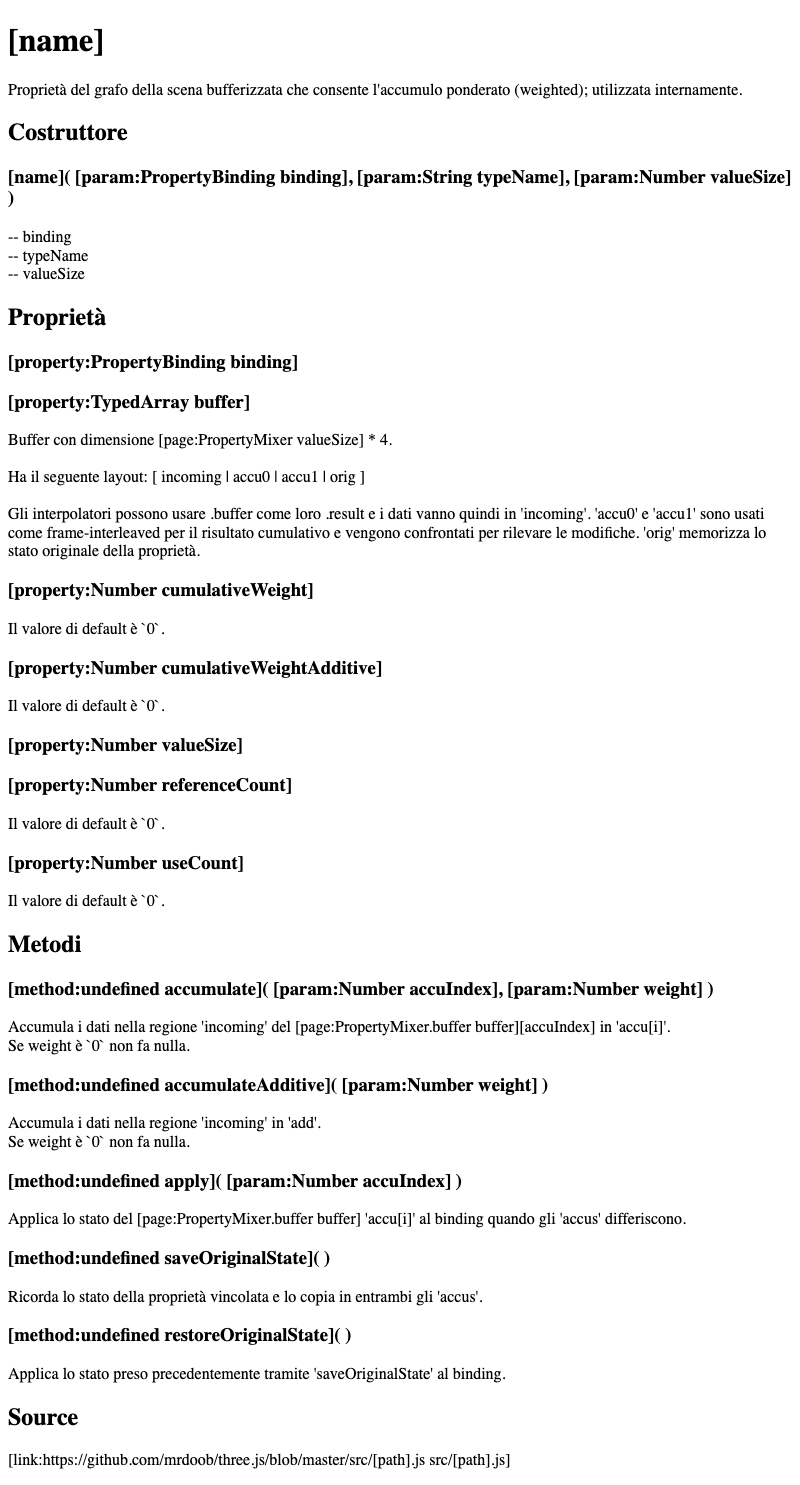 [name]
Proprietà del grafo della scena bufferizzata che consente l'accumulo ponderato (weighted); utilizzata internamente.
Costruttore
[name]( [param:PropertyBinding binding], [param:String typeName], [param:Number valueSize]
)
-- binding
-- typeName
-- valueSize
Proprietà
[property:PropertyBinding binding]
[property:TypedArray buffer]
Buffer con dimensione [page:PropertyMixer valueSize] * 4.
Ha il seguente layout: [ incoming | accu0 | accu1 | orig ]
Gli interpolatori possono usare .buffer come loro .result e i dati vanno quindi in 'incoming'. 'accu0' e 'accu1' sono usati
come frame-interleaved per il risultato cumulativo e vengono confrontati per rilevare le modifiche. 'orig' memorizza lo
stato originale della proprietà.
[property:Number cumulativeWeight]
Il valore di default è `0`.
[property:Number cumulativeWeightAdditive]
Il valore di default è `0`.
[property:Number valueSize]
[property:Number referenceCount]
Il valore di default è `0`.
[property:Number useCount]
Il valore di default è `0`.
Metodi
[method:undefined accumulate]( [param:Number accuIndex], [param:Number weight] )
Accumula i dati nella regione 'incoming' del [page:PropertyMixer.buffer buffer][accuIndex] in 'accu[i]'.
Se weight è `0` non fa nulla.
[method:undefined accumulateAdditive]( [param:Number weight] )
Accumula i dati nella regione 'incoming' in 'add'.
Se weight è `0` non fa nulla.
[method:undefined apply]( [param:Number accuIndex] )
Applica lo stato del [page:PropertyMixer.buffer buffer] 'accu[i]' al binding quando gli 'accus' differiscono.
[method:undefined saveOriginalState]( )
Ricorda lo stato della proprietà vincolata e lo copia in entrambi gli 'accus'.
[method:undefined restoreOriginalState]( )
Applica lo stato preso precedentemente tramite 'saveOriginalState' al binding.
Source
[link:https://github.com/mrdoob/three.js/blob/master/src/[path].js src/[path].js]